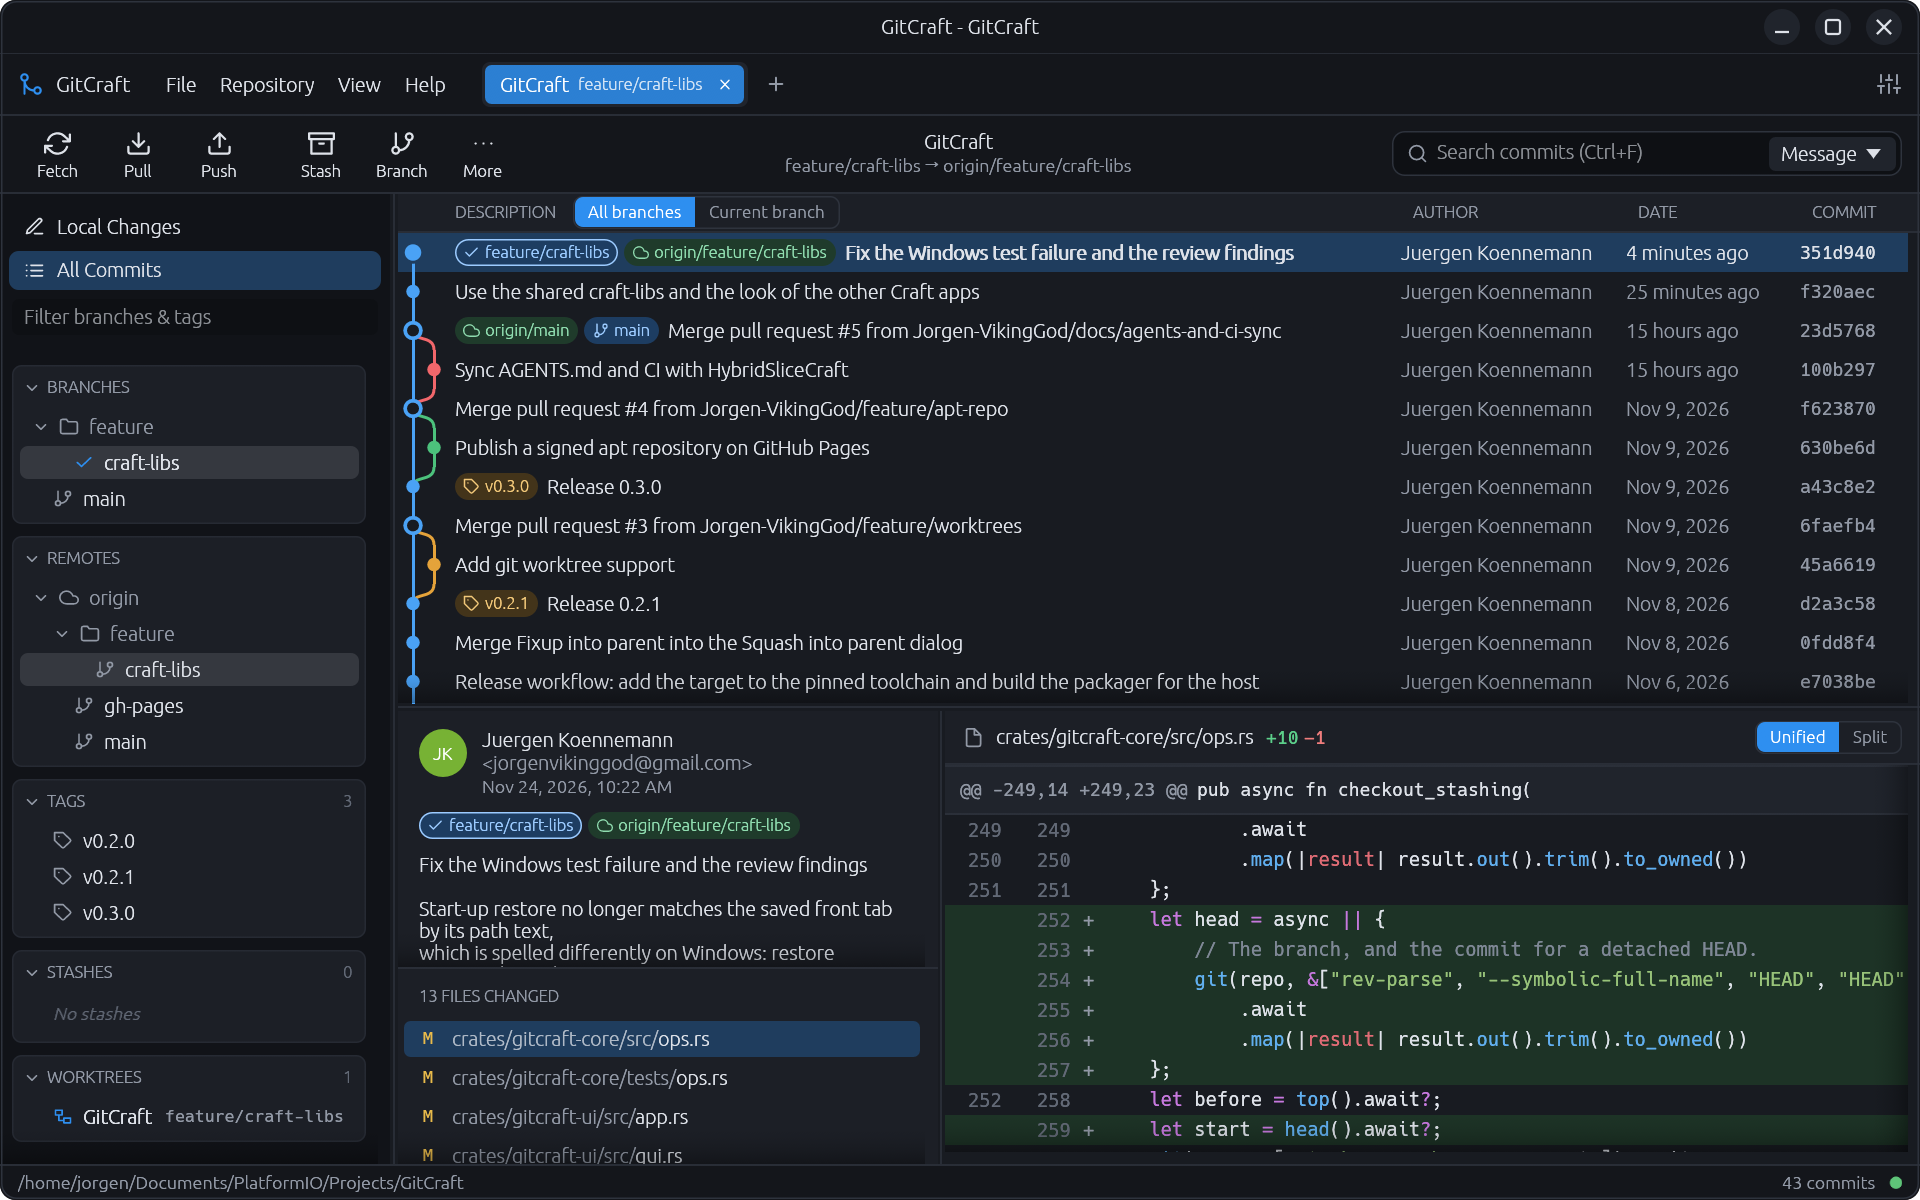 GitCraft - GitCraft
GitCraft File Repository View Help GitCraft feature/craft-libs × +
Fetch Pull Push Stash Branch More
GitCraft
feature/craft-libs → origin/feature/craft-libs
Search commits (Ctrl+F) Message
Local Changes
All Commits
Filter branches & tags
BRANCHES
feature
craft-libs
main
REMOTES
origin
feature
craft-libs
gh-pages
main
TAGS 3
v0.2.0
v0.2.1
v0.3.0
STASHES 0
No stashes
WORKTREES 1
GitCraft feature/craft-libs
DESCRIPTION All branches Current branch AUTHOR DATE COMMIT
feature/craft-libs origin/feature/craft-libs Fix the Windows test failure and the review findings Juergen Koennemann 4 minutes ago 351d940
Use the shared craft-libs and the look of the other Craft apps Juergen Koennemann 25 minutes ago f320aec
origin/main main Merge pull request #5 from Jorgen-VikingGod/docs/agents-and-ci-sync Juergen Koennemann 15 hours ago 23d5768
Sync AGENTS.md and CI with HybridSliceCraft Juergen Koennemann 15 hours ago 100b297
Merge pull request #4 from Jorgen-VikingGod/feature/apt-repo Juergen Koennemann Nov 9, 2026 f623870
Publish a signed apt repository on GitHub Pages Juergen Koennemann Nov 9, 2026 630be6d
v0.3.0 Release 0.3.0 Juergen Koennemann Nov 9, 2026 a43c8e2
Merge pull request #3 from Jorgen-VikingGod/feature/worktrees Juergen Koennemann Nov 9, 2026 6faefb4
Add git worktree support Juergen Koennemann Nov 9, 2026 45a6619
v0.2.1 Release 0.2.1 Juergen Koennemann Nov 8, 2026 d2a3c58
Merge Fixup into parent into the Squash into parent dialog Juergen Koennemann Nov 8, 2026 0fdd8f4
Release workflow: add the target to the pinned toolchain and build the packager for the host Juergen Koennemann Nov 6, 2026 e7038be
JK
Juergen Koennemann
<jorgenvikinggod@gmail.com>
Nov 24, 2026, 10:22 AM
feature/craft-libs origin/feature/craft-libs
Fix the Windows test failure and the review findings
Start-up restore no longer matches the saved front tab
by its path text,
which is spelled differently on Windows: restore
13 FILES CHANGED
M crates/gitcraft-core/src/ops.rs
M crates/gitcraft-core/tests/ops.rs
M crates/gitcraft-ui/src/app.rs
M crates/gitcraft-ui/src/gui.rs
crates/gitcraft-core/src/ops.rs +10 −1 Unified Split
@@ -249,14 +249,23 @@ pub async fn checkout_stashing(
249 249 .await
250 250 .map(|result| result.out().trim().to_owned())
251 251 };
252 + let head = async || {
253 + // The branch, and the commit for a detached HEAD.
254 + git(repo, &["rev-parse", "--symbolic-full-name", "HEAD", "HEAD"
255 + .await
256 + .map(|result| result.out().trim().to_owned())
257 + };
252 258 let before = top().await?;
259 + let start = head().await?;
/home/jorgen/Documents/PlatformIO/Projects/GitCraft
43 commits